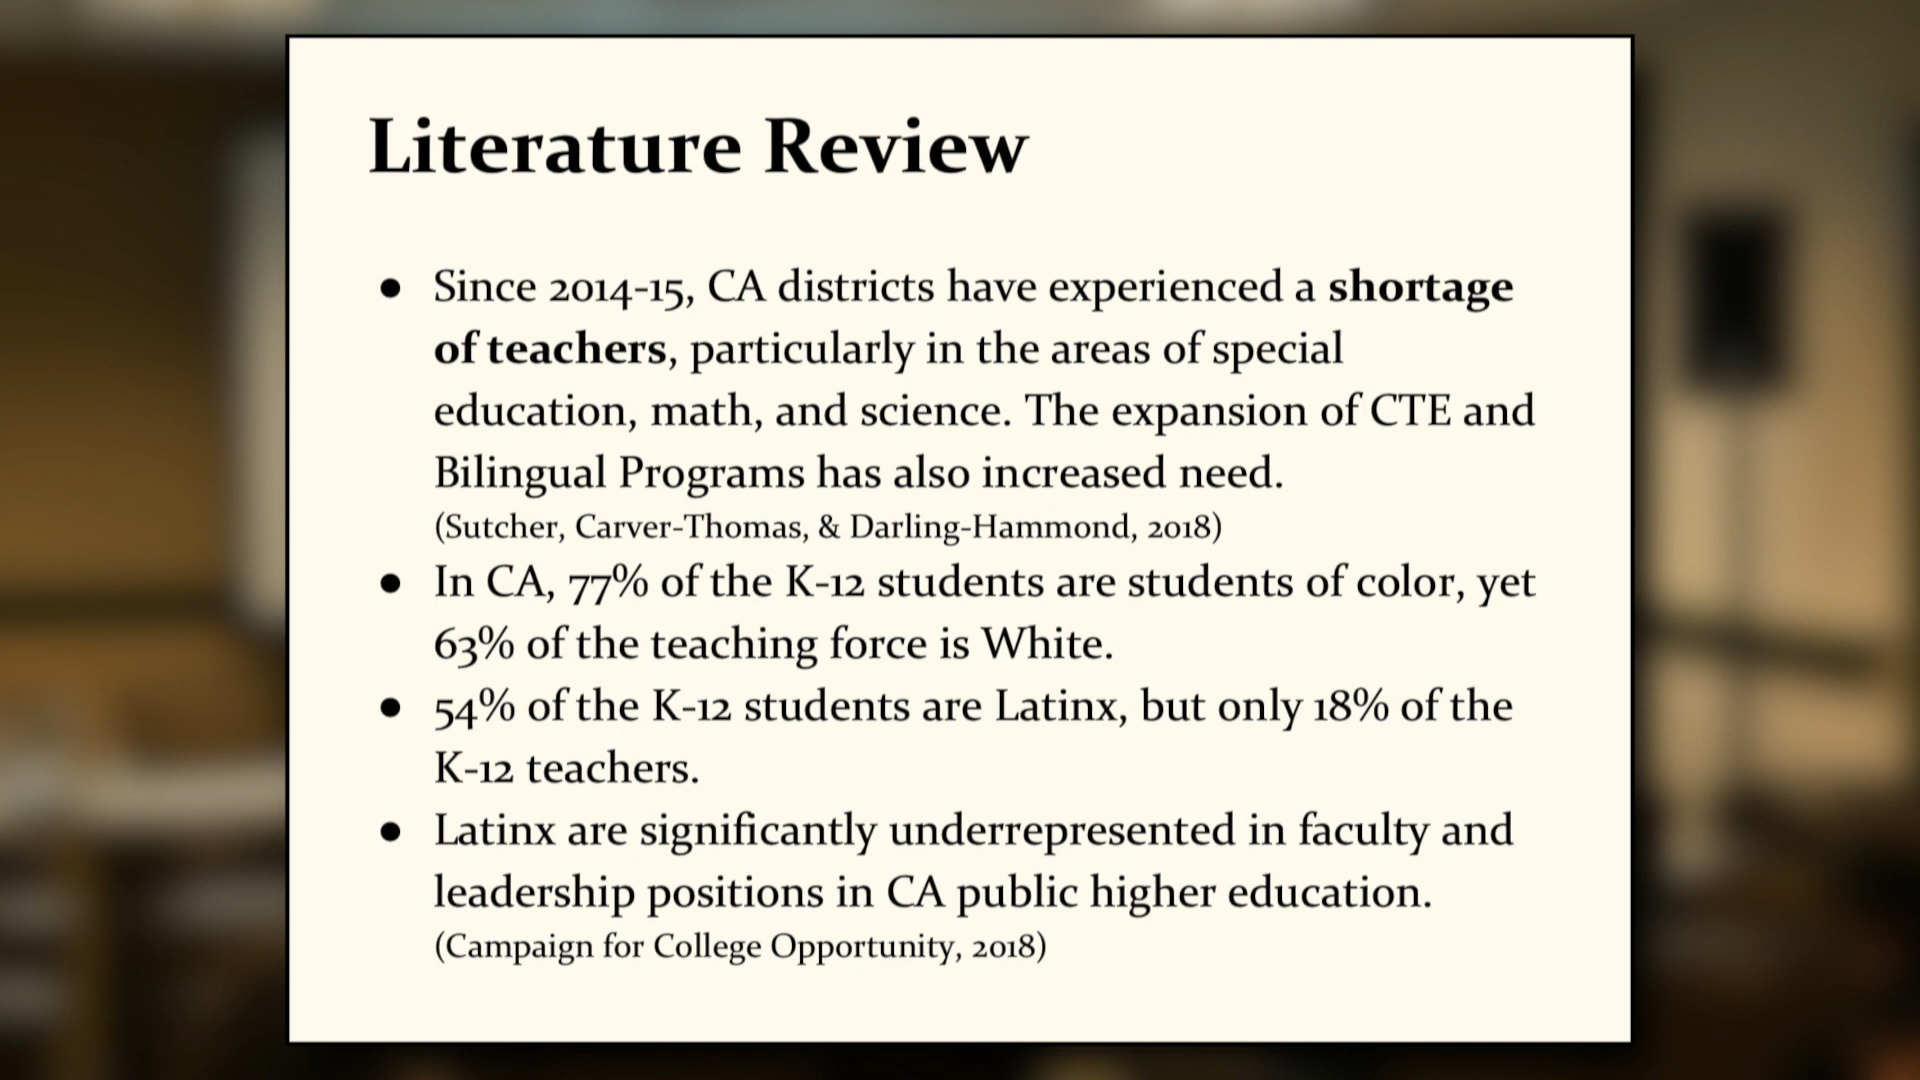 Literature Review
● Since 2014-15, CA districts have experienced a shortage
of teachers, particularly in the areas of special
education, math, and science. The expansion of CTE and
Bilingual Programs has also increased need.
(Sutcher, Carver-Thomas, & Darling-Hammond, 2018)
● In CA, 77% of the K-12 students are students of color, yet
63% of the teaching force is White.
● 54% of the K-12 students are Latinx, but only 18% of the
K-12 teachers.
● Latinx are significantly underrepresented in faculty and
leadership positions in CA public higher education.
(Campaign for College Opportunity, 2018)